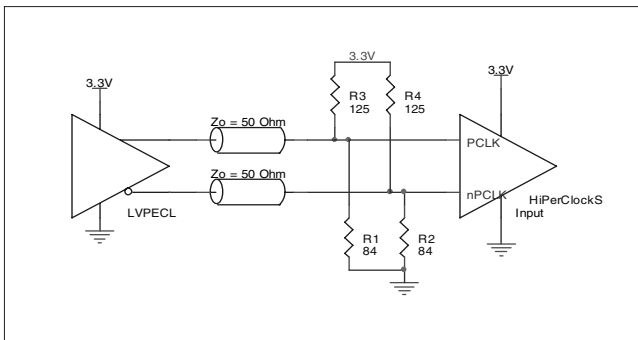 3.3V
3.3V
3.3V
R3
125
R4
125
Zo = 50 Ohm
PCLK
Zo = 50 Ohm
nPCLK
HiPerClockS
Input
LVPECL
R1
84
R2
84